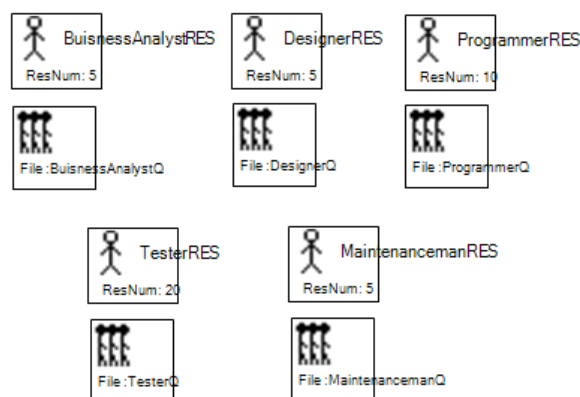 BuisnessAnalystRES
ResNum: 5
File :BuisnessAnalystQ
DesignerRES
ResNum: 5
File :DesignerQ
ProgrammerRES
ResNum: 10
File :ProgrammerQ
TesterRES
ResNum: 20
File :TesterQ
MaintenancemanRES
ResNum: 5
File :MaintenancemanQ